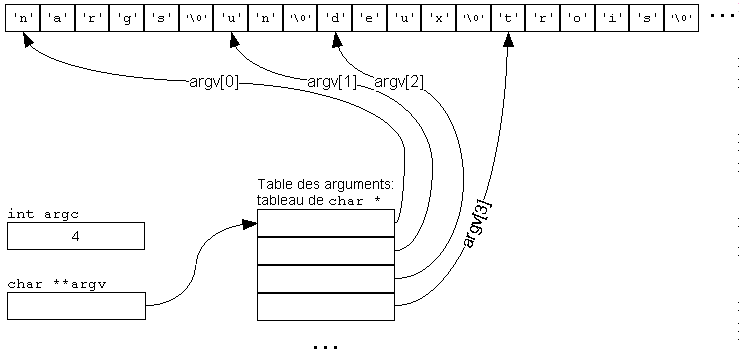 'n' 'a' 'r' 'g' 's' '\0' 'u' 'n' '\0' 'd' 'e' 'u' 'x' '\0' 't' 'r' 'o' 'i' 's' '\0' ...
argv[0] argv[1] argv[2]
Table des arguments:
tableau de char *
argv[3]
int argc
4
char **argv
...